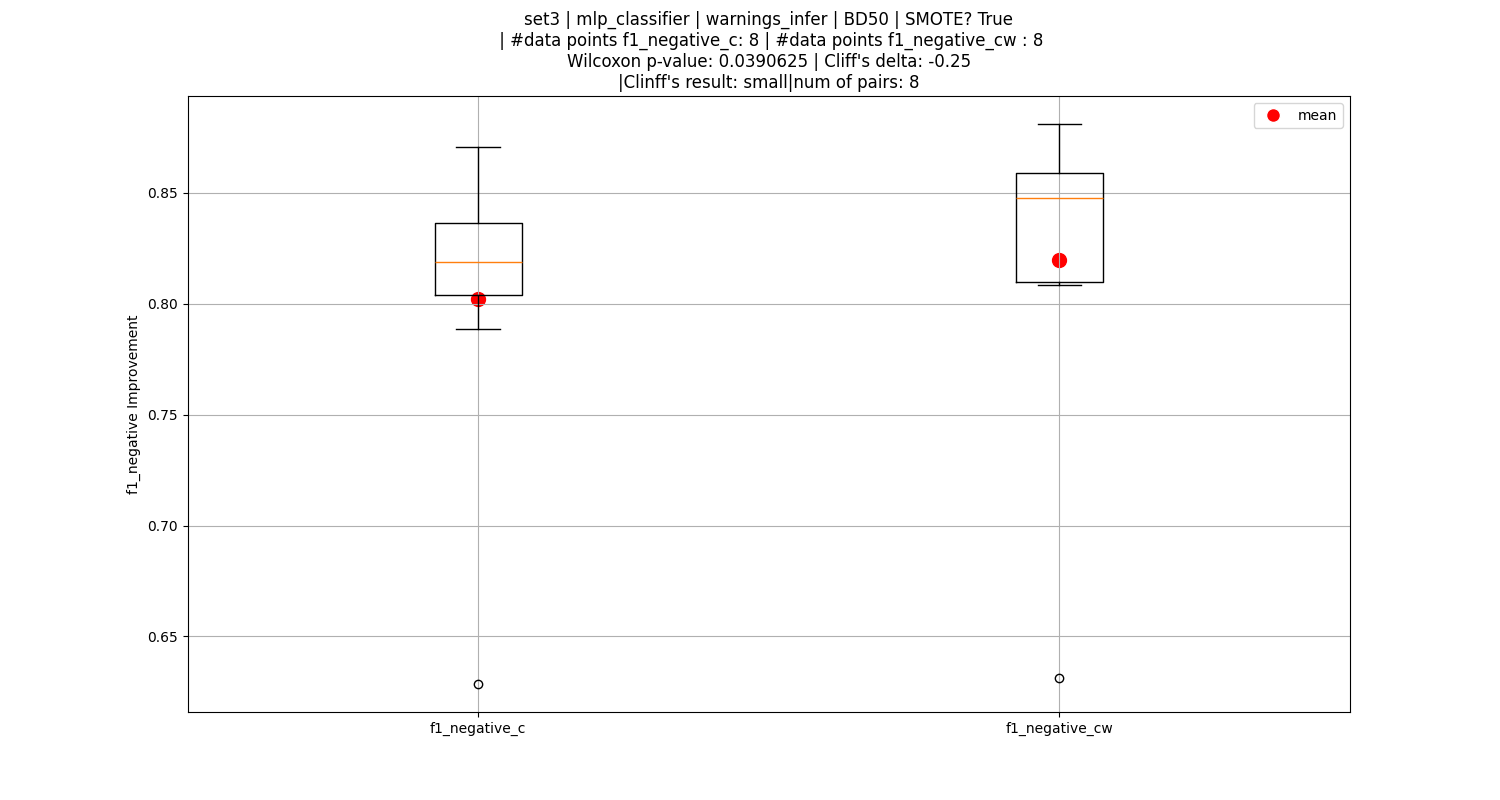 set3 | mlp_classifier | warnings_infer | BD50 | SMOTE? True
| #data points f1_negative_c: 8 | #data points f1_negative_cw : 8
Wilcoxon p-value: 0.0390625 | Cliff's delta: -0.25
|Clinff's result: small|num of pairs: 8
mean
0.85
0.80
0.75
0.70
0.65
f1_negative Improvement
f1_negative_c
f1_negative_cw